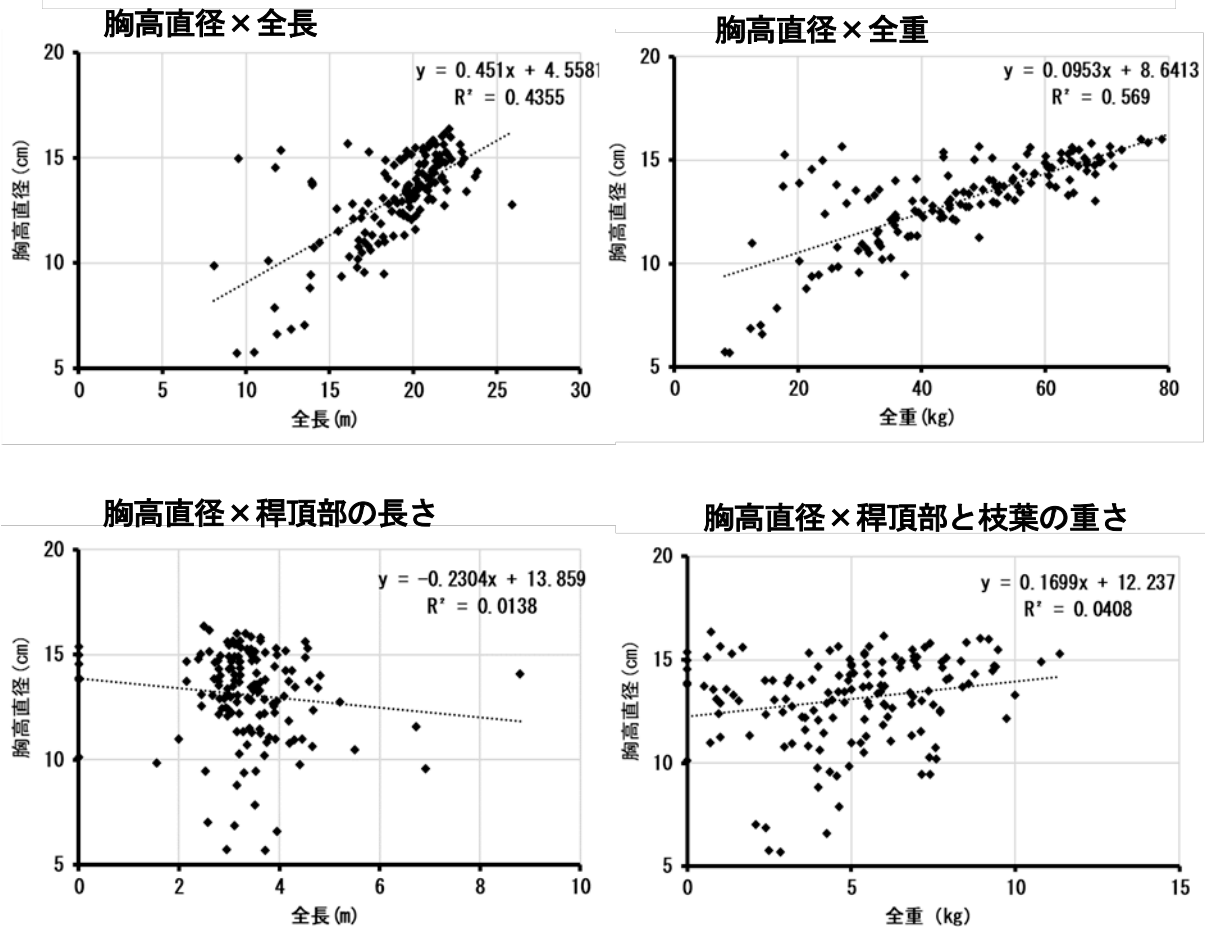 胸高直径×全長
y = 0.451x + 4.5581
R² = 0.4355
胸高直径(cm)
20
15
10
5
0 5 10 15 20 25 30
全長(m)
胸高直径×全重
y = 0.0953x + 8.6413
R² = 0.569
胸高直径(cm)
20
15
10
5
0 20 40 60 80
全重(kg)
胸高直径×稈頂部の長さ
y = −0.2304x + 13.859
R² = 0.0138
胸高直径(cm)
20
15
10
5
0 2 4 6 8 10
全長(m)
胸高直径×稈頂部と枝葉の重さ
y = 0.1699x + 12.237
R² = 0.0408
胸高直径(cm)
20
15
10
5
0 5 10 15
全重 (kg)